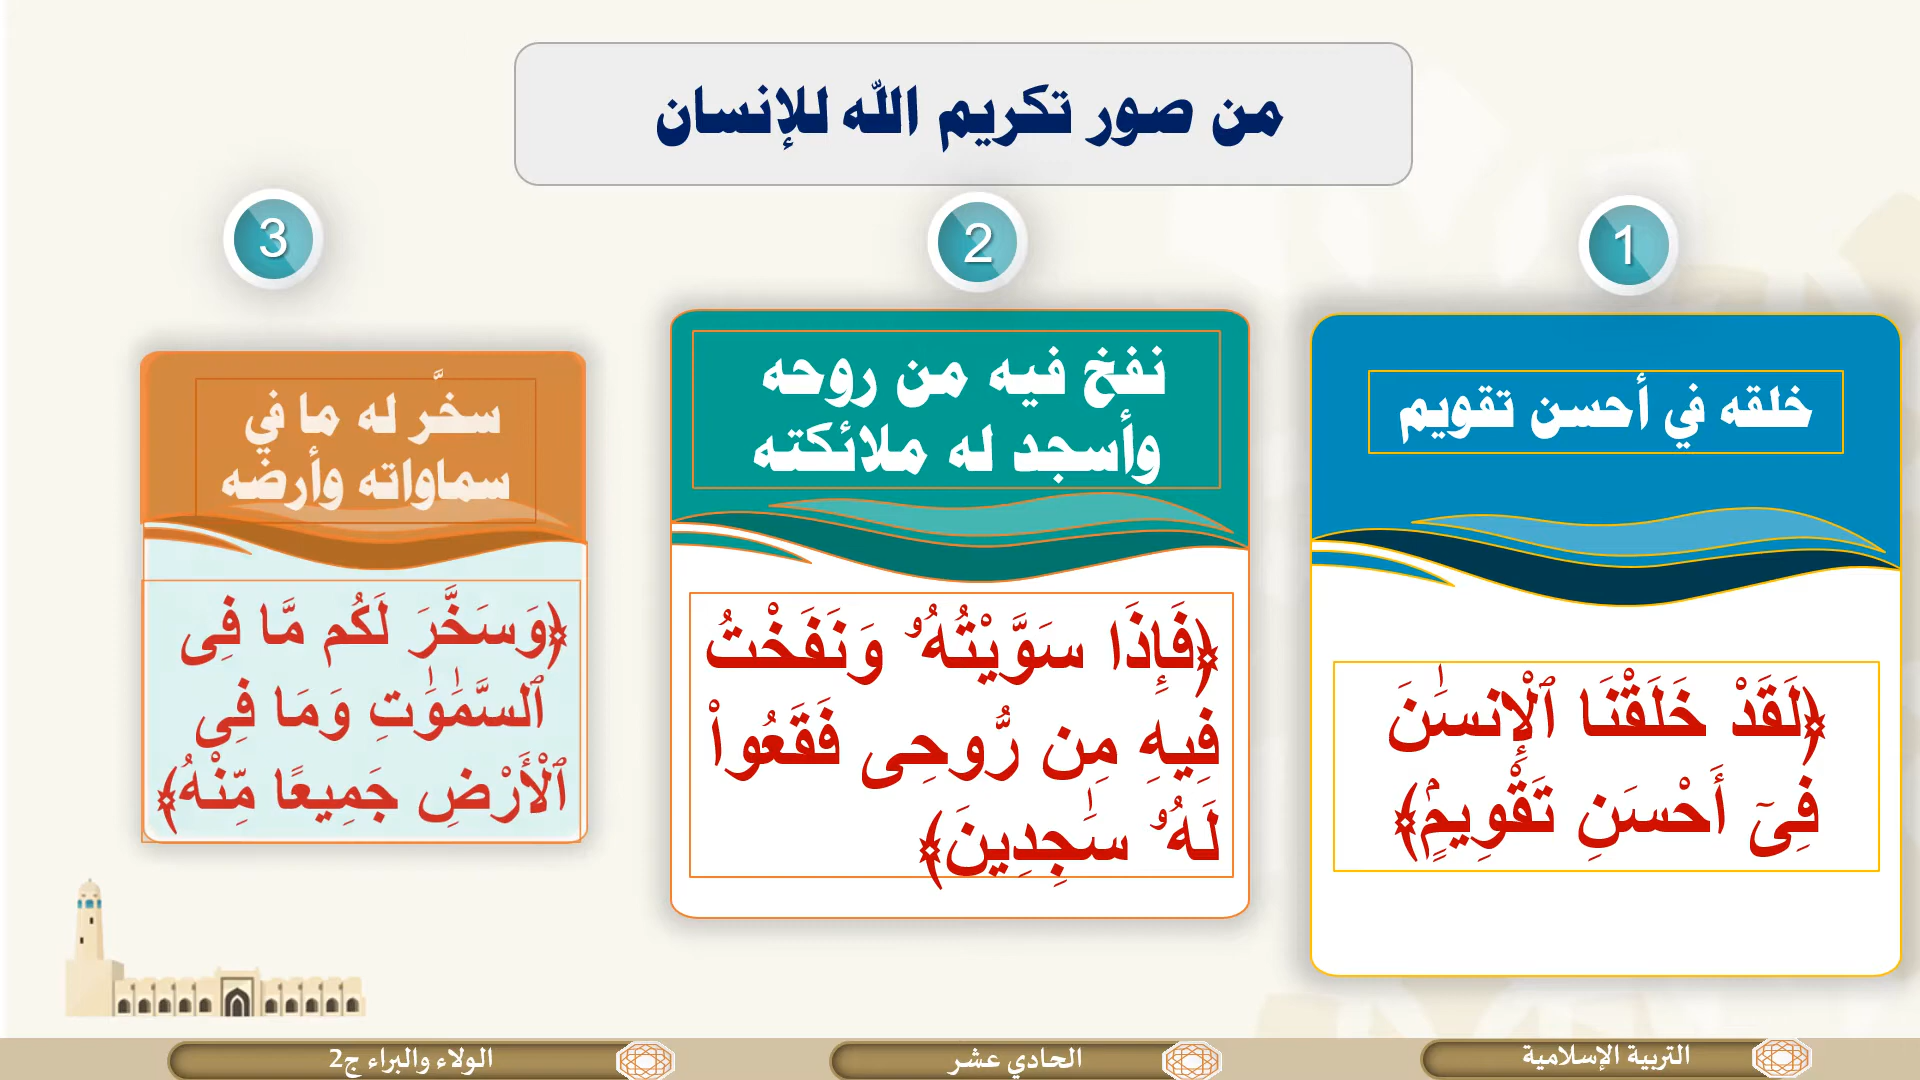 من صور تكريم الله للإنسان
1
خلقه في أحسن تقويم
﴿لَقَدْ خَلَقْنَا ٱلْإِنسَٰنَ
فِىٓ أَحْسَنِ تَقْوِيمٍۢ﴾
2
نفخ فيه من روحه
وأسجد له ملائكته
﴿فَإِذَا سَوَّيْتُهُۥ وَنَفَخْتُ
فِيهِ مِن رُّوحِى فَقَعُوا۟
لَهُۥ سَٰجِدِينَ﴾
3
سخَّر له ما في
سماواته وأرضه
﴿وَسَخَّرَ لَكُم مَّا فِى
ٱلسَّمَٰوَٰتِ وَمَا فِى
ٱلْأَرْضِ جَمِيعًا مِّنْهُ﴾
التربية الإسلامية
الحادي عشر
الولاء والبراء ج2